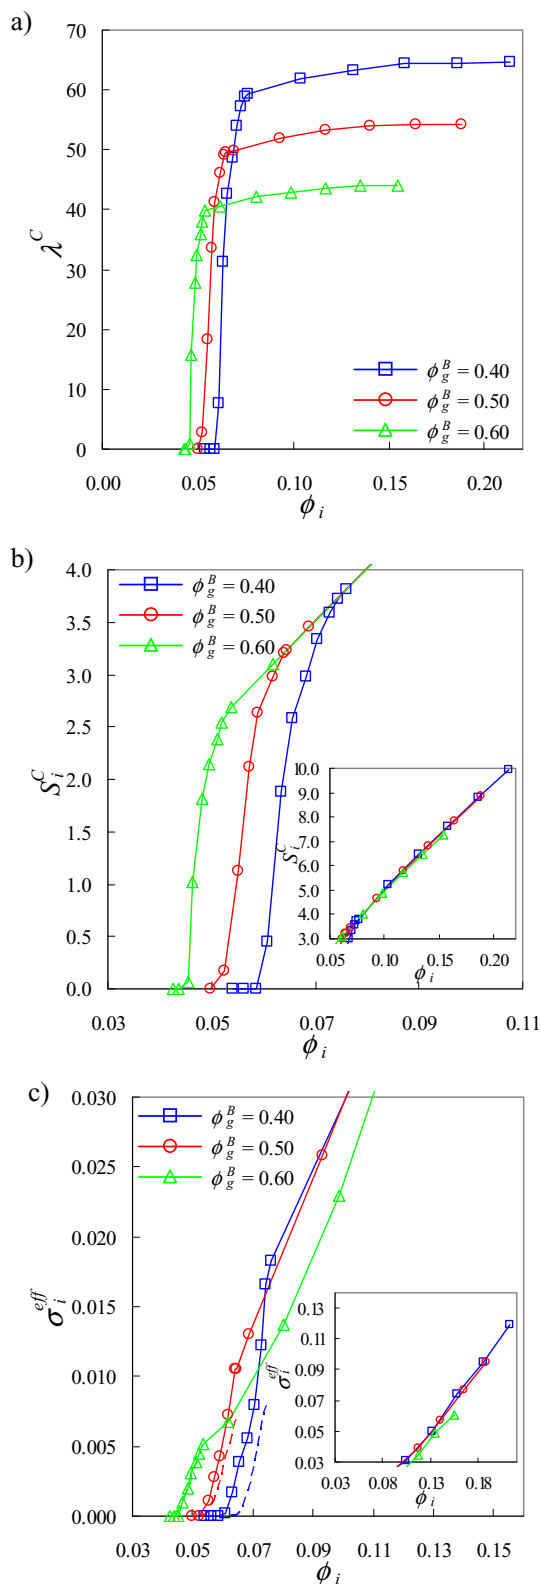 a)
70
60
50
40
30
20
10
0
λ^C
0.00 0.05 0.10 0.15 0.20
ϕ_i
ϕ_g^B = 0.40
ϕ_g^B = 0.50
ϕ_g^B = 0.60
b)
4.0
3.5
3.0
2.5
2.0
1.5
1.0
0.5
0.0
S_i^C
ϕ_g^B = 0.40
ϕ_g^B = 0.50
ϕ_g^B = 0.60
10.0
9.0
8.0
7.0
6.0
5.0
4.0
3.0
S_i^C
0.05 0.10 0.15 0.20
ϕ_i
0.03 0.05 0.07 0.09 0.11
ϕ_i
c)
0.030
0.025
0.020
0.015
0.010
0.005
0.000
σ_i^eff
ϕ_g^B = 0.40
ϕ_g^B = 0.50
ϕ_g^B = 0.60
0.13
0.11
0.09
0.07
0.05
0.03
σ_i^eff
0.03 0.08 0.13 0.18
ϕ_i
0.03 0.05 0.07 0.09 0.11 0.13 0.15
ϕ_i